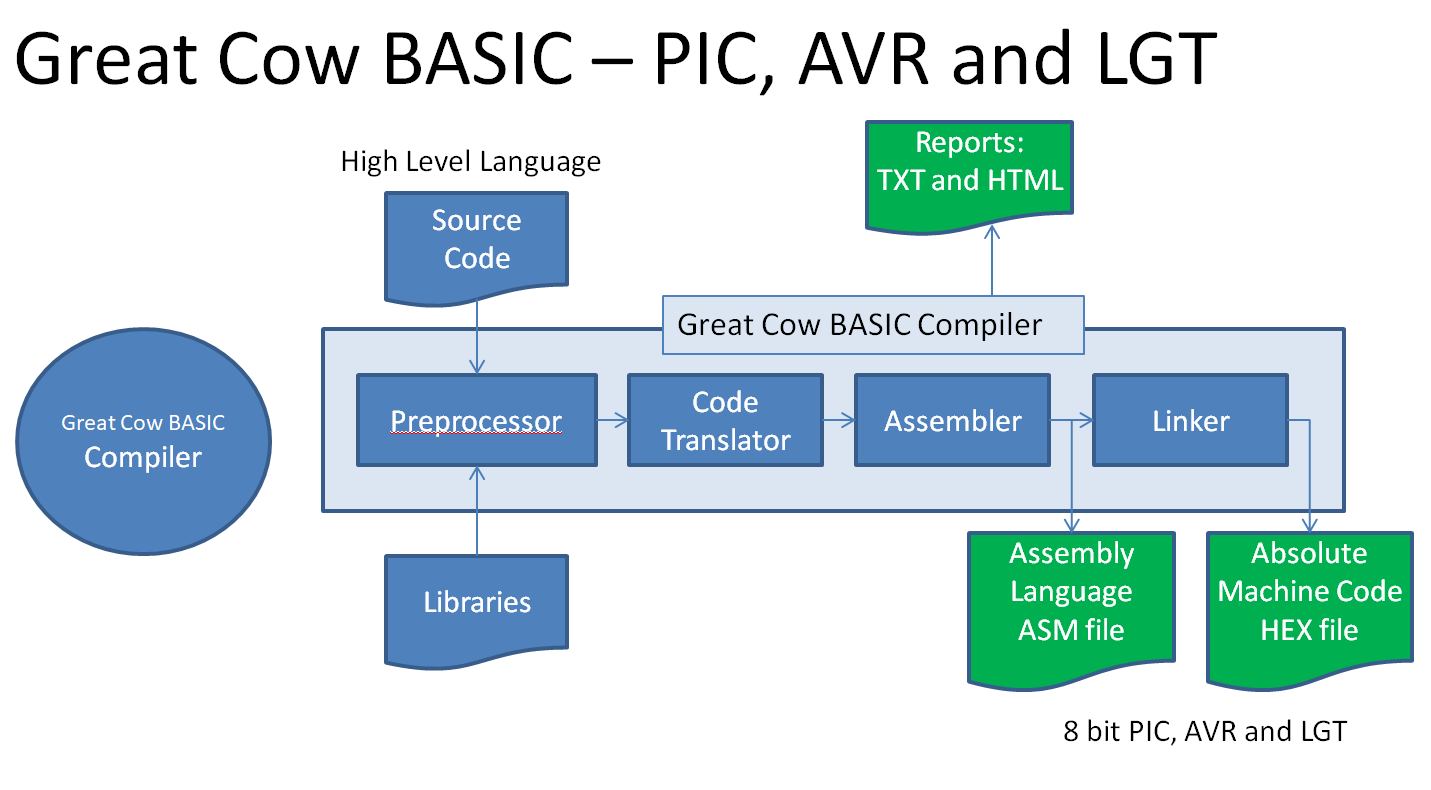 Great Cow BASIC – PIC, AVR and LGT
High Level Language
Source
Code
Reports:
TXT and HTML
Great Cow BASIC Compiler
Great Cow BASIC
Compiler
Preprocessor
Code
Translator
Assembler
Linker
Libraries
Assembly
Language
ASM file
Absolute
Machine Code
HEX file
8 bit PIC, AVR and LGT